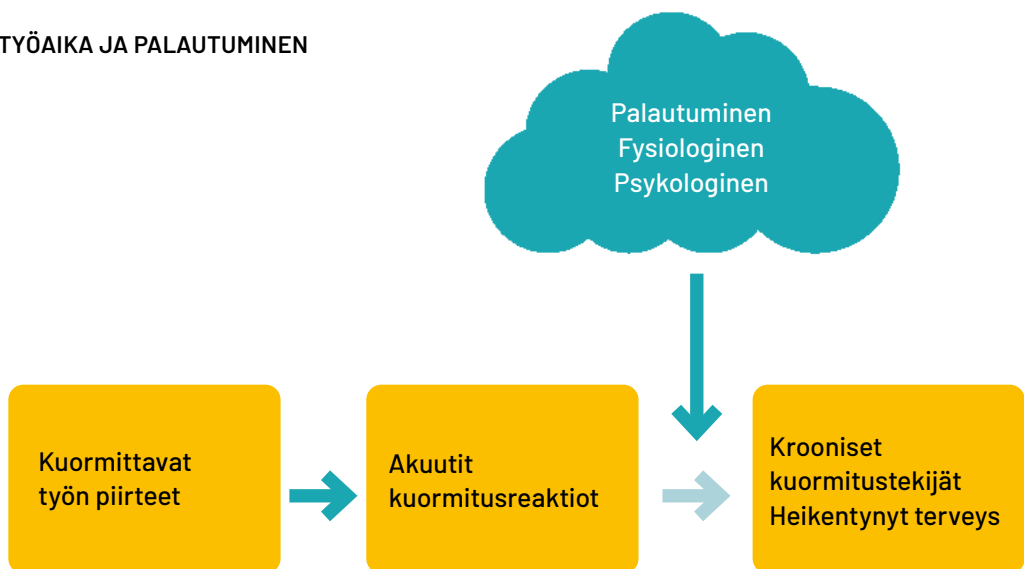 TYÖAIKA JA PALAUTUMINEN
Palautuminen
Fysiologinen
Psykologinen
Kuormittavat
työn piirteet
Akuutit
kuormitusreaktiot
Krooniset
kuormitustekijät
Heikentynyt terveys